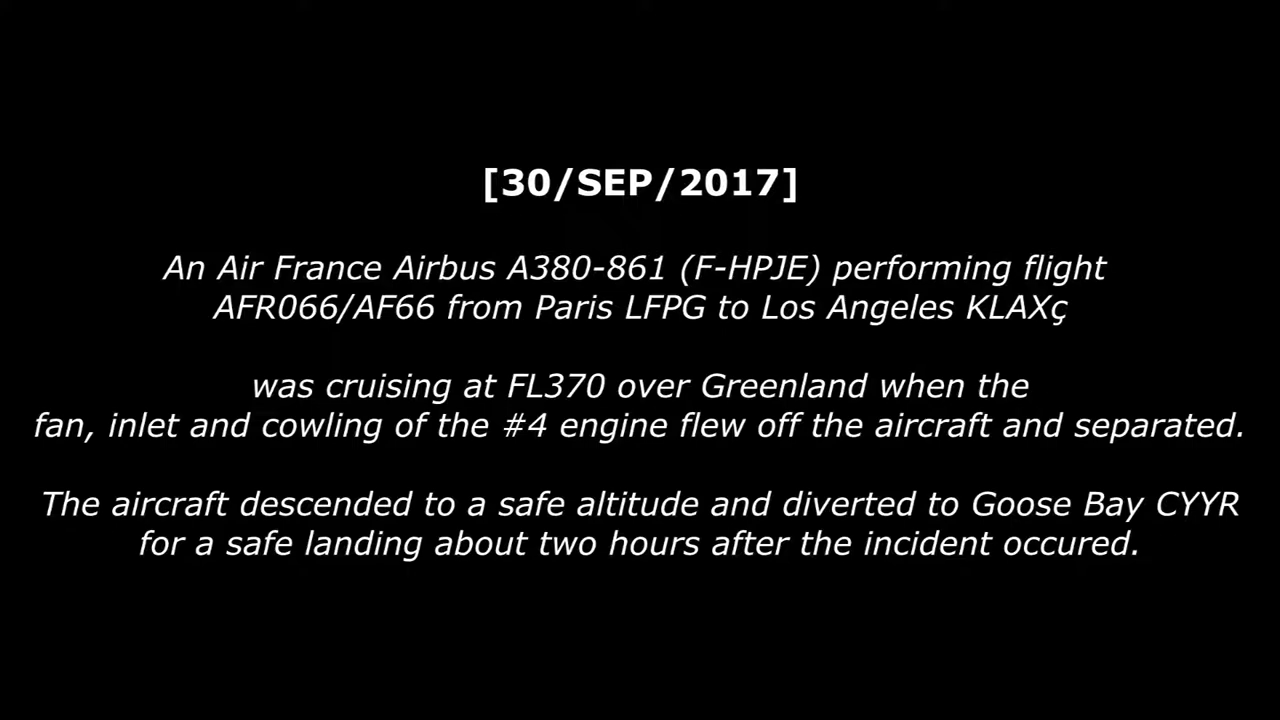 [30/SEP/2017]
An Air France Airbus A380-861 (F-HPJE) performing flight
AFR066/AF66 from Paris LFPG to Los Angeles KLAXç
was cruising at FL370 over Greenland when the
fan, inlet and cowling of the #4 engine flew off the aircraft and separated.
The aircraft descended to a safe altitude and diverted to Goose Bay CYYR
for a safe landing about two hours after the incident occured.